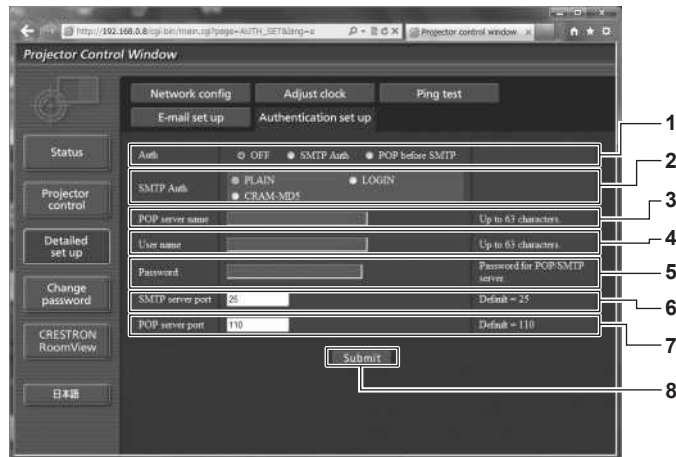 http://192.168.0.8/cgi-bin/main.cgi?page=AUTH_SET&lang=e
Projector control window
Projector Control Window
Network config Adjust clock Ping test
E-mail set up Authentication set up
Status
Projector control
Detailed set up
Change password
CRESTRON RoomView
日本語
Auth OFF SMTP Auth POP before SMTP 1
SMTP Auth PLAIN LOGIN 2
CRAM-MD5
POP server name Up to 63 characters. 3
User name Up to 63 characters. 4
Password Password for POP/SMTP server. 5
SMTP server port 25 Default = 25 6
POP server port 110 Default = 110 7
Submit 8